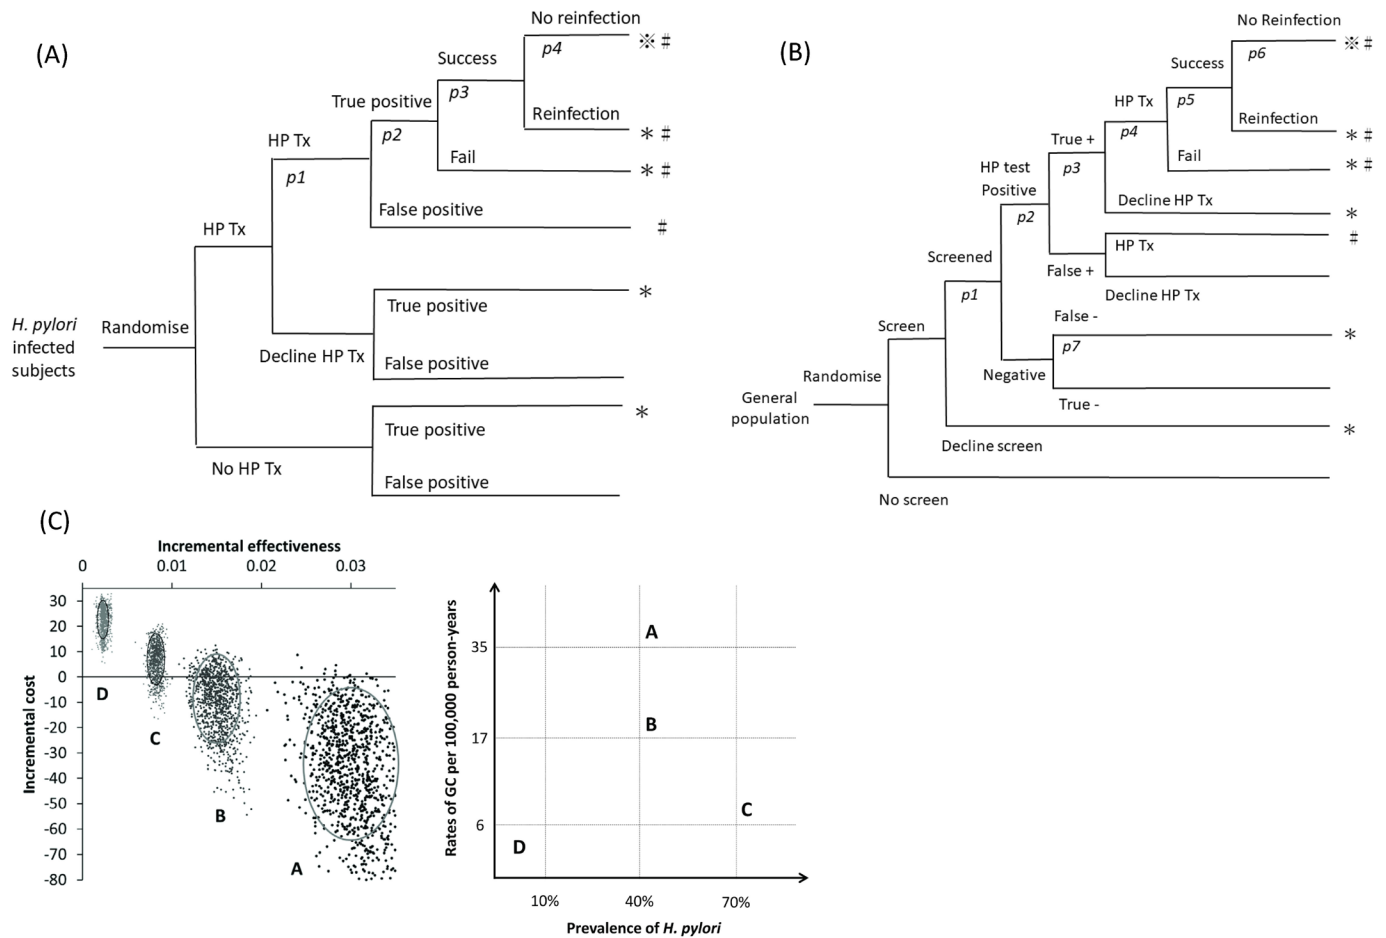 (A)
No reinfection
p4
※ #
Success
p3
Reinfection
* #
True positive
p2
Fail
* #
HP Tx
p1
False positive
#
HP Tx
True positive
*
H. pylori
infected
subjects
Randomise
Decline HP Tx
False positive
*
True positive
No HP Tx
False positive
(B)
No Reinfection
p6
※ #
Success
p5
Reinfection
* #
HP Tx
p4
Fail
* #
True +
p3
HP test
Positive
p2
Decline HP Tx
*
HP Tx
#
Screened
p1
False +
Decline HP Tx
False -
*
p7
Screen
Negative
True -
Randomise
General
population
*
Decline screen
No screen
(C)
Incremental effectiveness
0 0.01 0.02 0.03
Incremental cost
30
20
10
0
-10
-20
-30
-40
-50
-60
-70
-80
D
C
B
A
Rates of GC per 100,000 person-years
35
17
6
A
B
C
D
10% 40% 70%
Prevalence of H. pylori